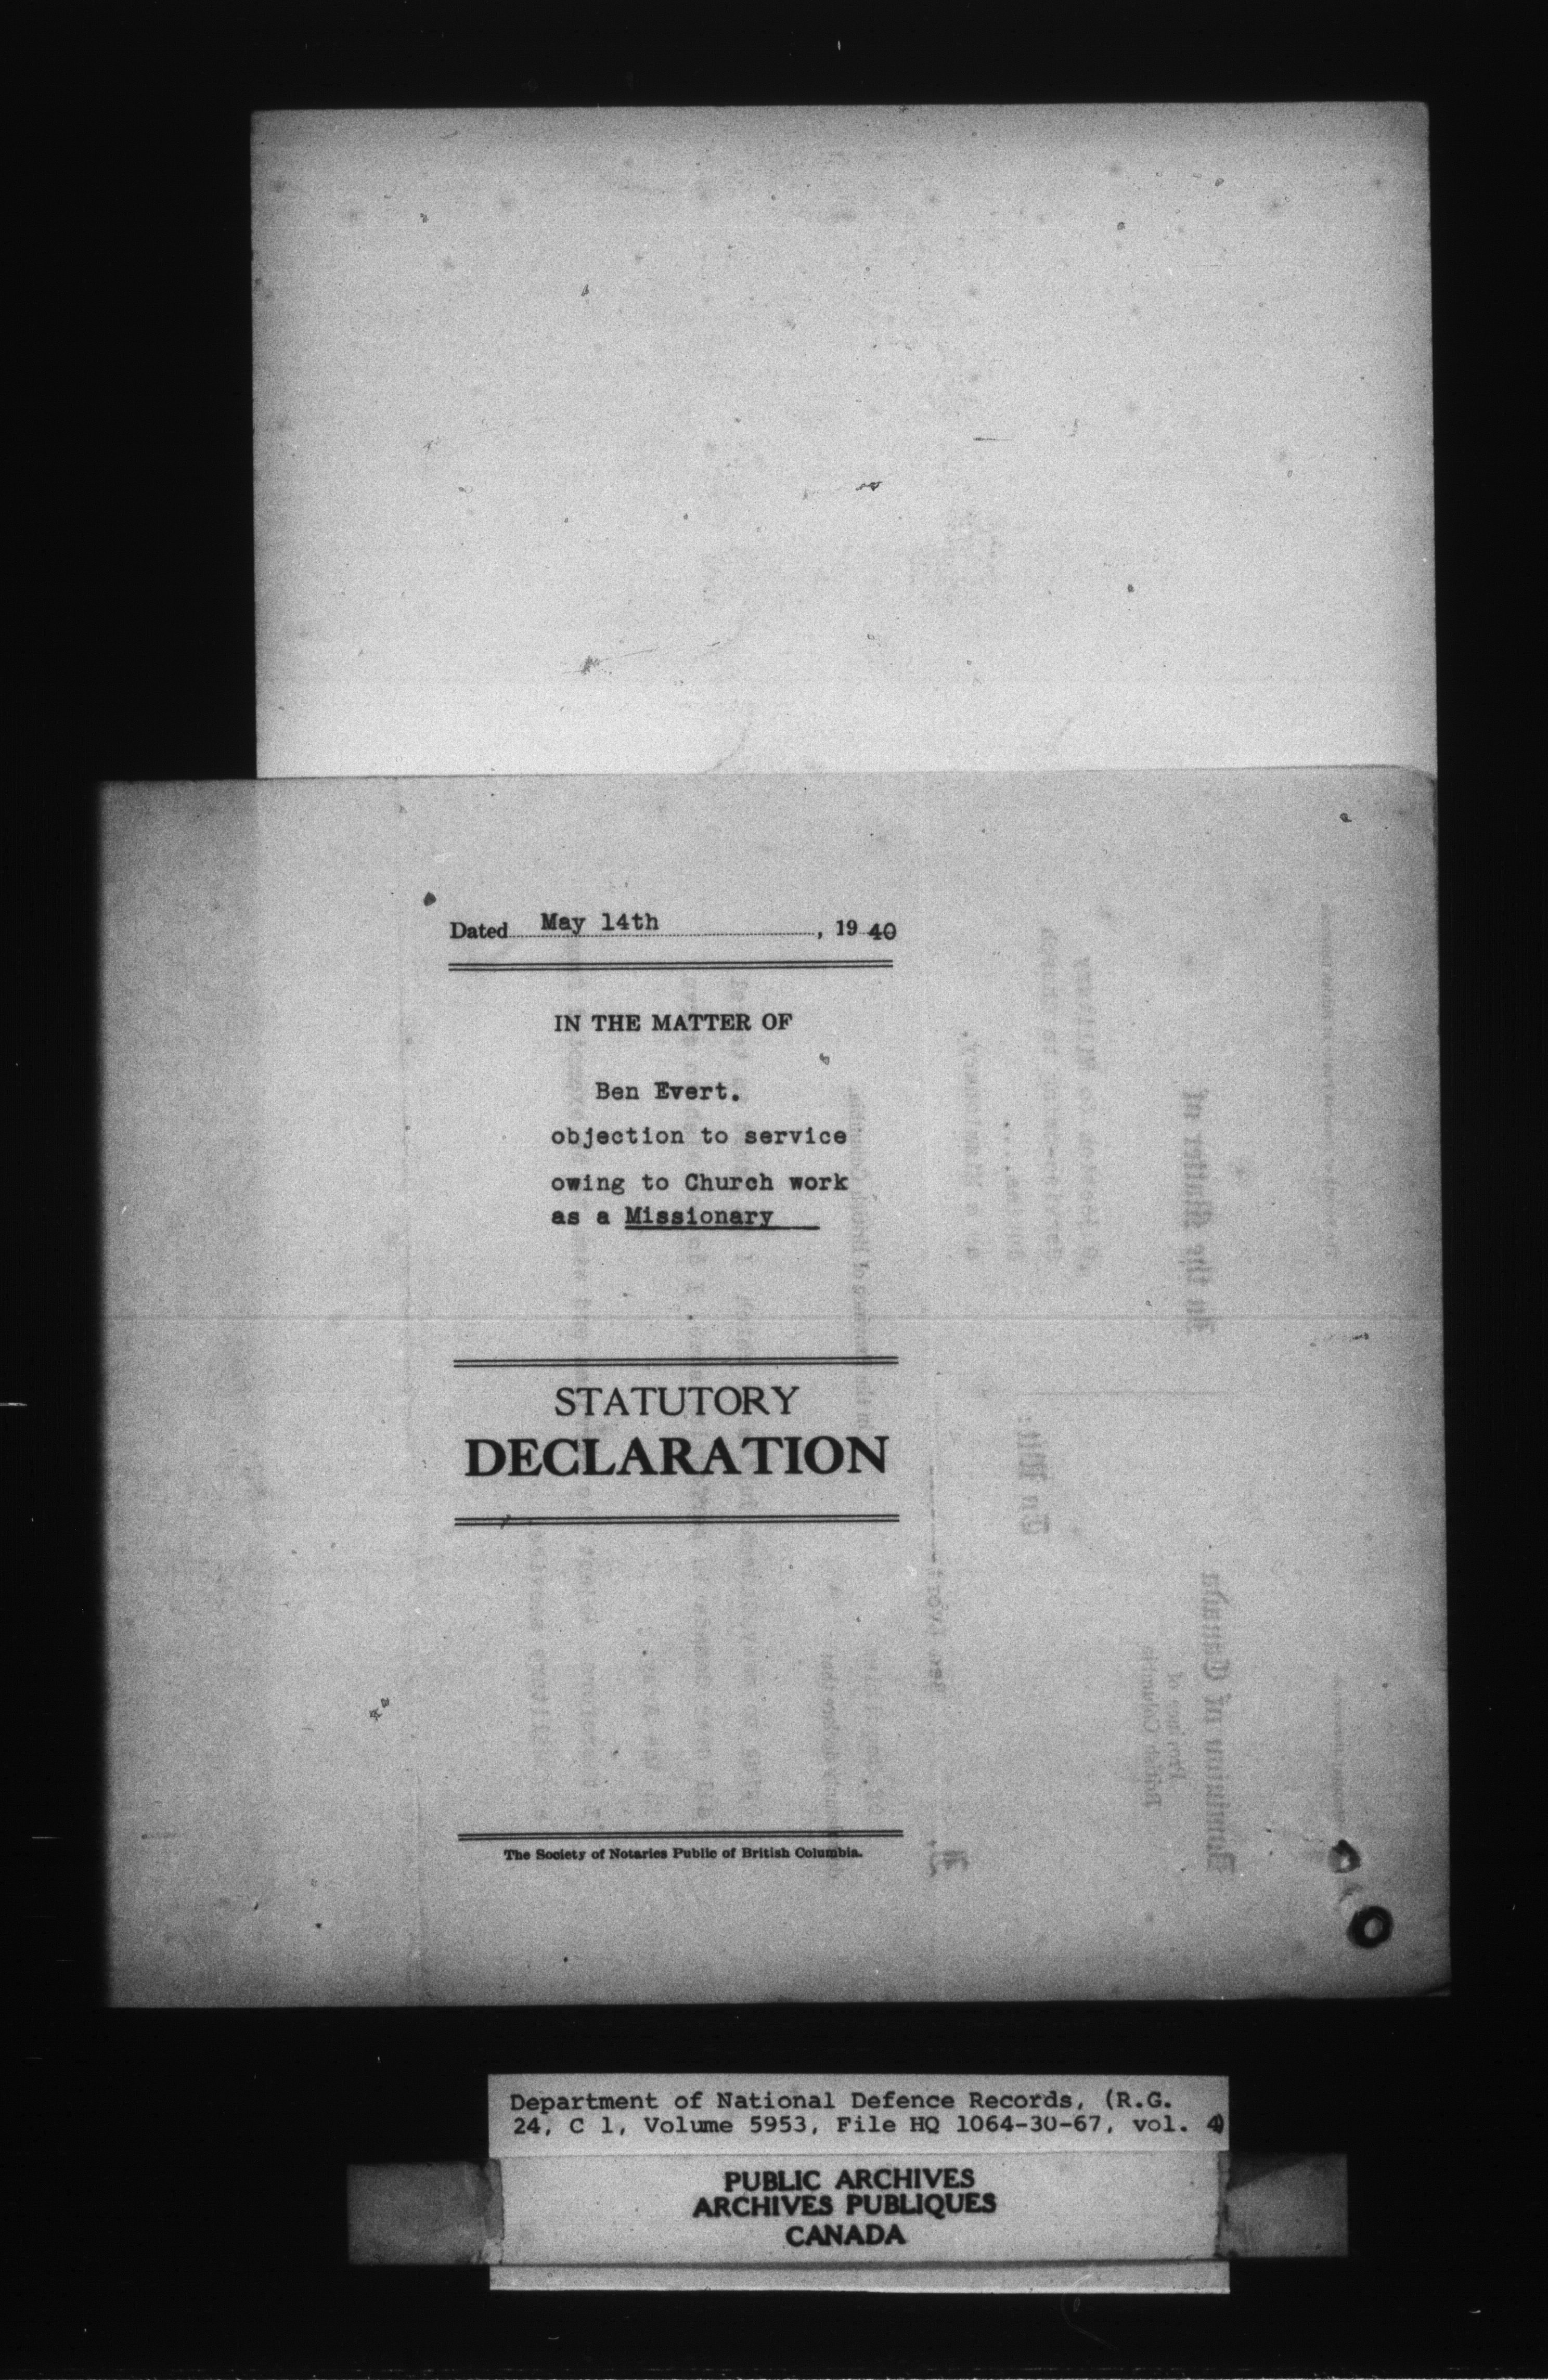 Dated May 14th, 19 40
IN THE MATTER OF
Ben Evert.
objection to service
owing to Church work
as a Missionary
STATUTORY
DECLARATION
The Society of Notaries Public of British Columbia.
Department of National Defence Records, (R.G.
24, C 1, Volume 5953, File HQ 1064-30-67, vol. 4)
PUBLIC ARCHIVES
ARCHIVES PUBLIQUES
CANADA